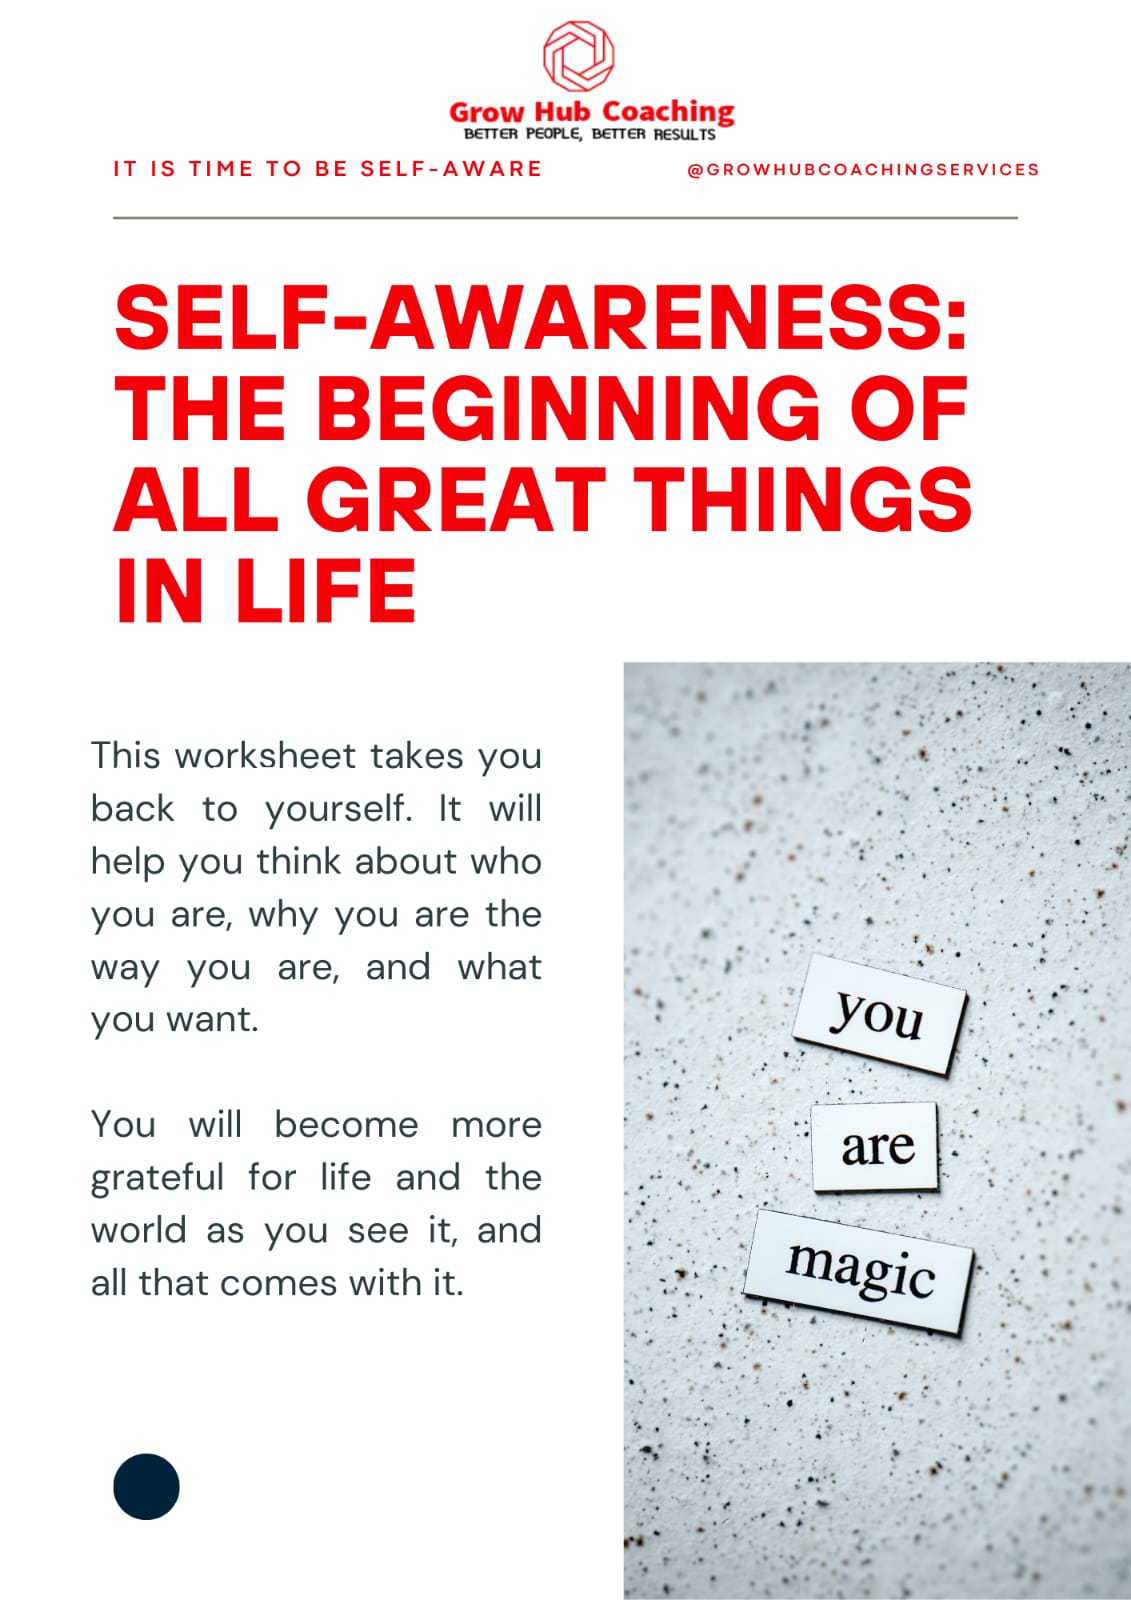 Grow Hub Coaching
BETTER PEOPLE, BETTER RESULTS
IT IS TIME TO BE SELF-AWARE
@GROWHUBCOACHINGSERVICES
SELF-AWARENESS:
THE BEGINNING OF
ALL GREAT THINGS
IN LIFE
This worksheet takes you
back to yourself. It will
help you think about who
you are, why you are the
way you are, and what
you want.
You will become more
grateful for life and the
world as you see it, and
all that comes with it.
you
are
magic